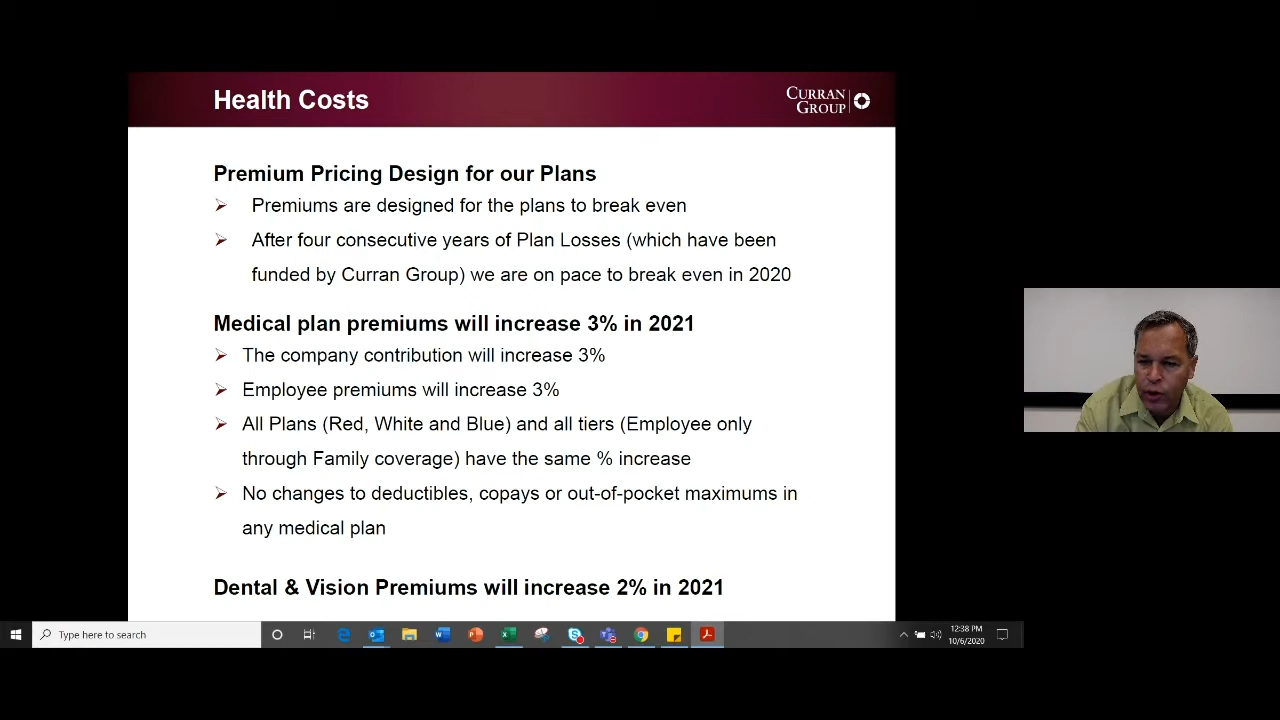 Health Costs
CURRAN
GROUP
Premium Pricing Design for our Plans
Premiums are designed for the plans to break even
After four consecutive years of Plan Losses (which have been
funded by Curran Group) we are on pace to break even in 2020
Medical plan premiums will increase 3% in 2021
The company contribution will increase 3%
Employee premiums will increase 3%
All Plans (Red, White and Blue) and all tiers (Employee only
through Family coverage) have the same % increase
No changes to deductibles, copays or out-of-pocket maximums in
any medical plan
Dental & Vision Premiums will increase 2% in 2021
Type here to search
12:38 PM
10/6/2020